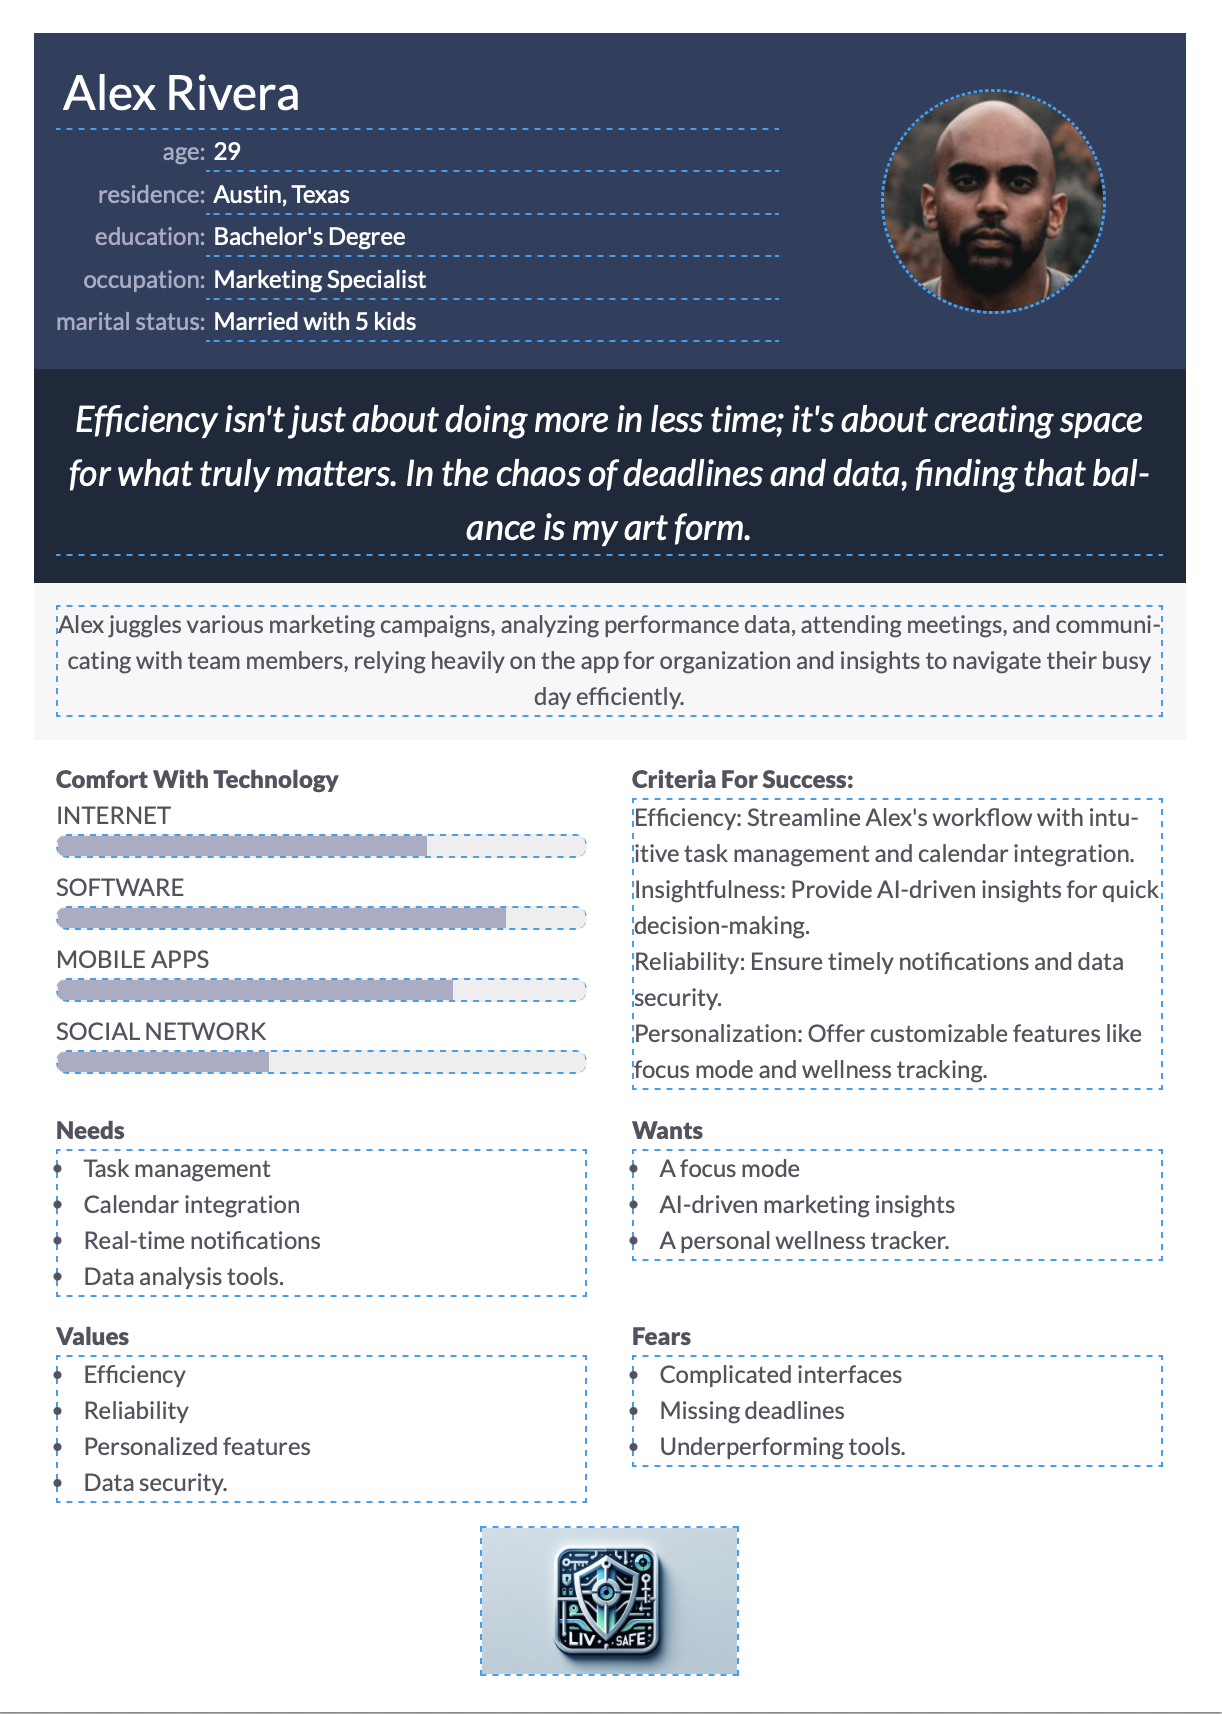 Alex Rivera
age: 29
residence: Austin, Texas
education: Bachelor's Degree
occupation: Marketing Specialist
marital status: Married with 5 kids
Efficiency isn't just about doing more in less time; it's about creating space
for what truly matters. In the chaos of deadlines and data, finding that bal-
ance is my art form.
Alex juggles various marketing campaigns, analyzing performance data, attending meetings, and communi-
cating with team members, relying heavily on the app for organization and insights to navigate their busy
day efficiently.
Comfort With Technology
INTERNET
SOFTWARE
MOBILE APPS
SOCIAL NETWORK
Criteria For Success:
Efficiency: Streamline Alex's workflow with intu-
itive task management and calendar integration.
Insightfulness: Provide AI-driven insights for quick
decision-making.
Reliability: Ensure timely notifications and data
security.
Personalization: Offer customizable features like
focus mode and wellness tracking.
Needs
• Task management
• Calendar integration
• Real-time notifications
• Data analysis tools.
Wants
• A focus mode
• AI-driven marketing insights
• A personal wellness tracker.
Values
• Efficiency
• Reliability
• Personalized features
• Data security.
Fears
• Complicated interfaces
• Missing deadlines
• Underperforming tools.
LIV SAFE